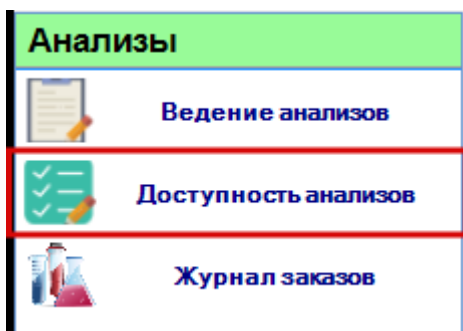 Анализы
Ведение анализов
Доступность анализов
Журнал заказов